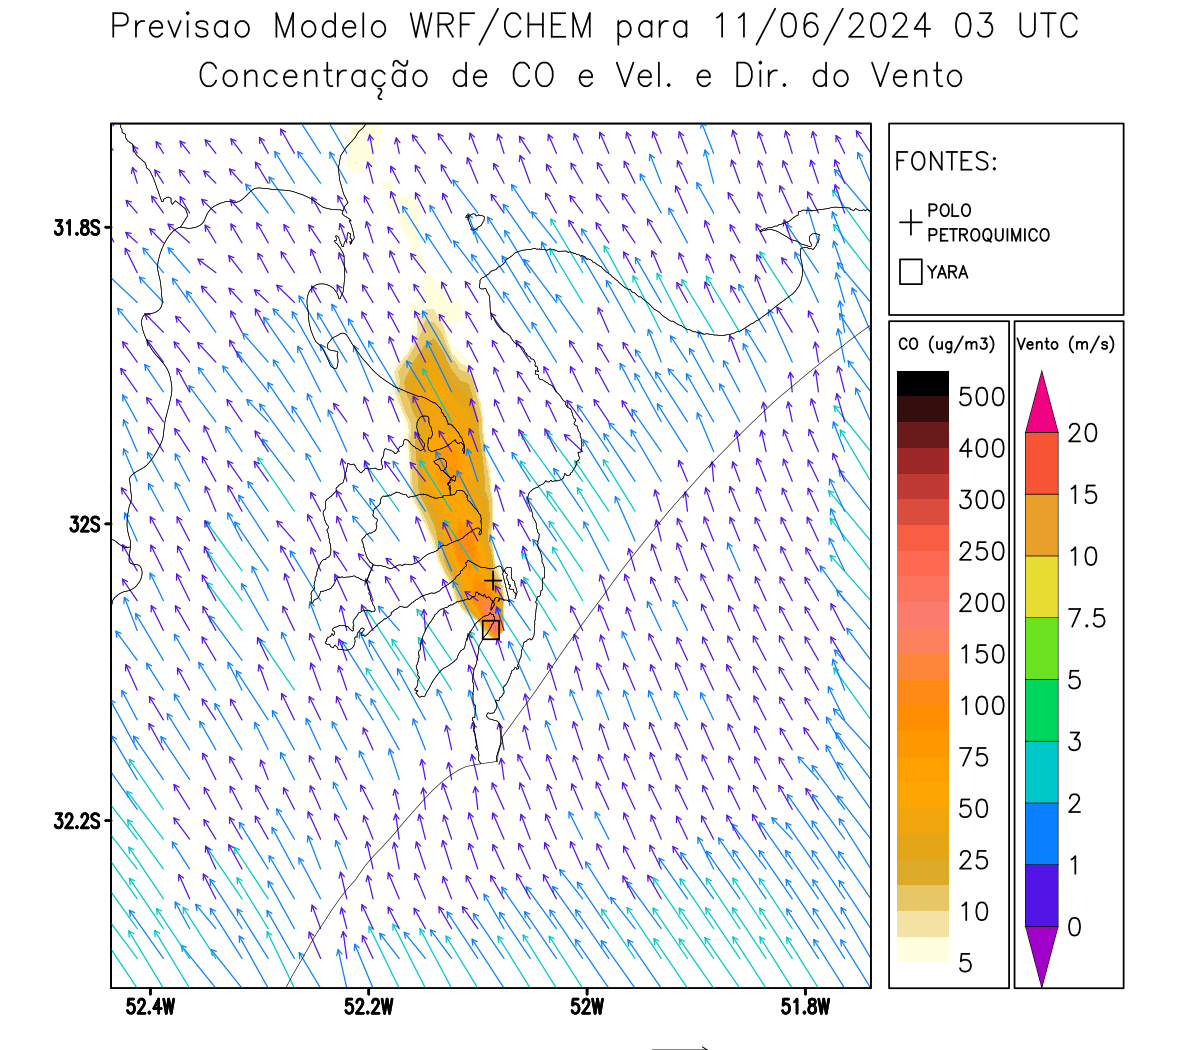 Previsao Modelo WRF/CHEM para 11/06/2024 03 UTC
Concentração de CO e Vel. e Dir. do Vento
FONTES:
POLO
PETROQUIMICO
YARA
CO (ug/m3)
500
400
300
250
200
150
100
75
50
25
10
5
Vento (m/s)
20
15
10
7.5
5
3
2
1
0
31.8S
32S
32.2S
52.4W
52.2W
52W
51.8W